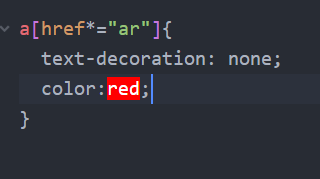 a[href*="ar"]{
  text-decoration: none;
  color:red;
}